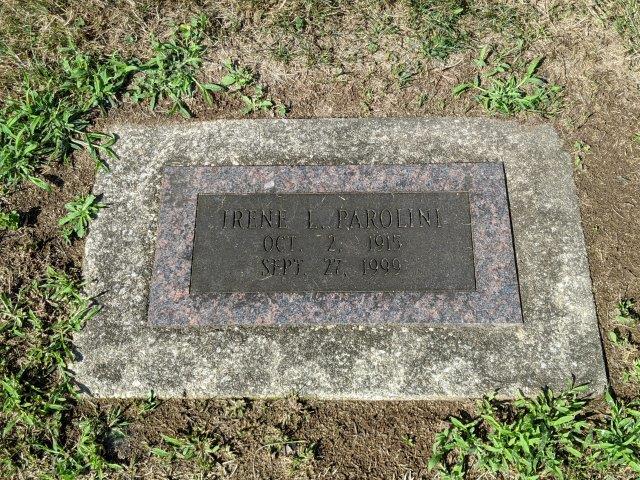 IRENE L. PAROLINI
OCT. 2, 1915
SEPT. 27, 1999